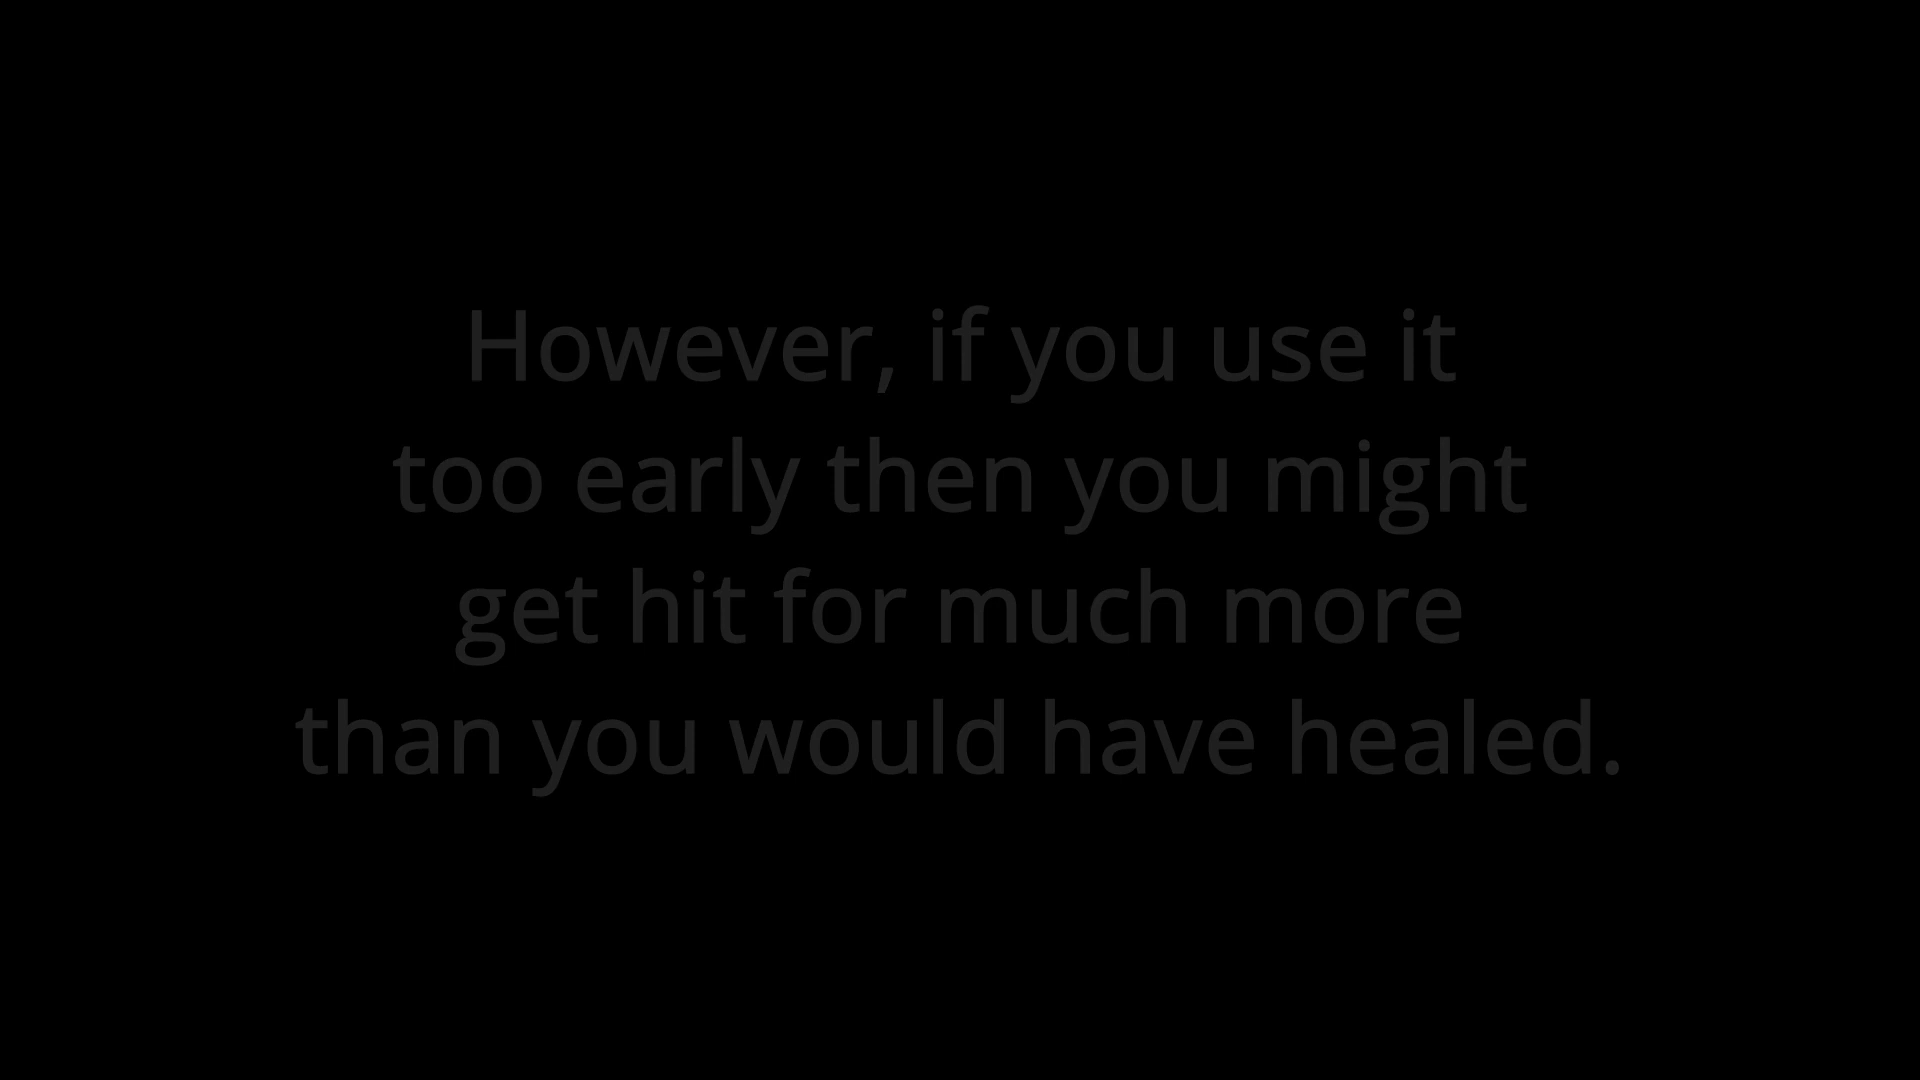 However, if you use it
too early then you might
get hit for much more
than you would have healed.